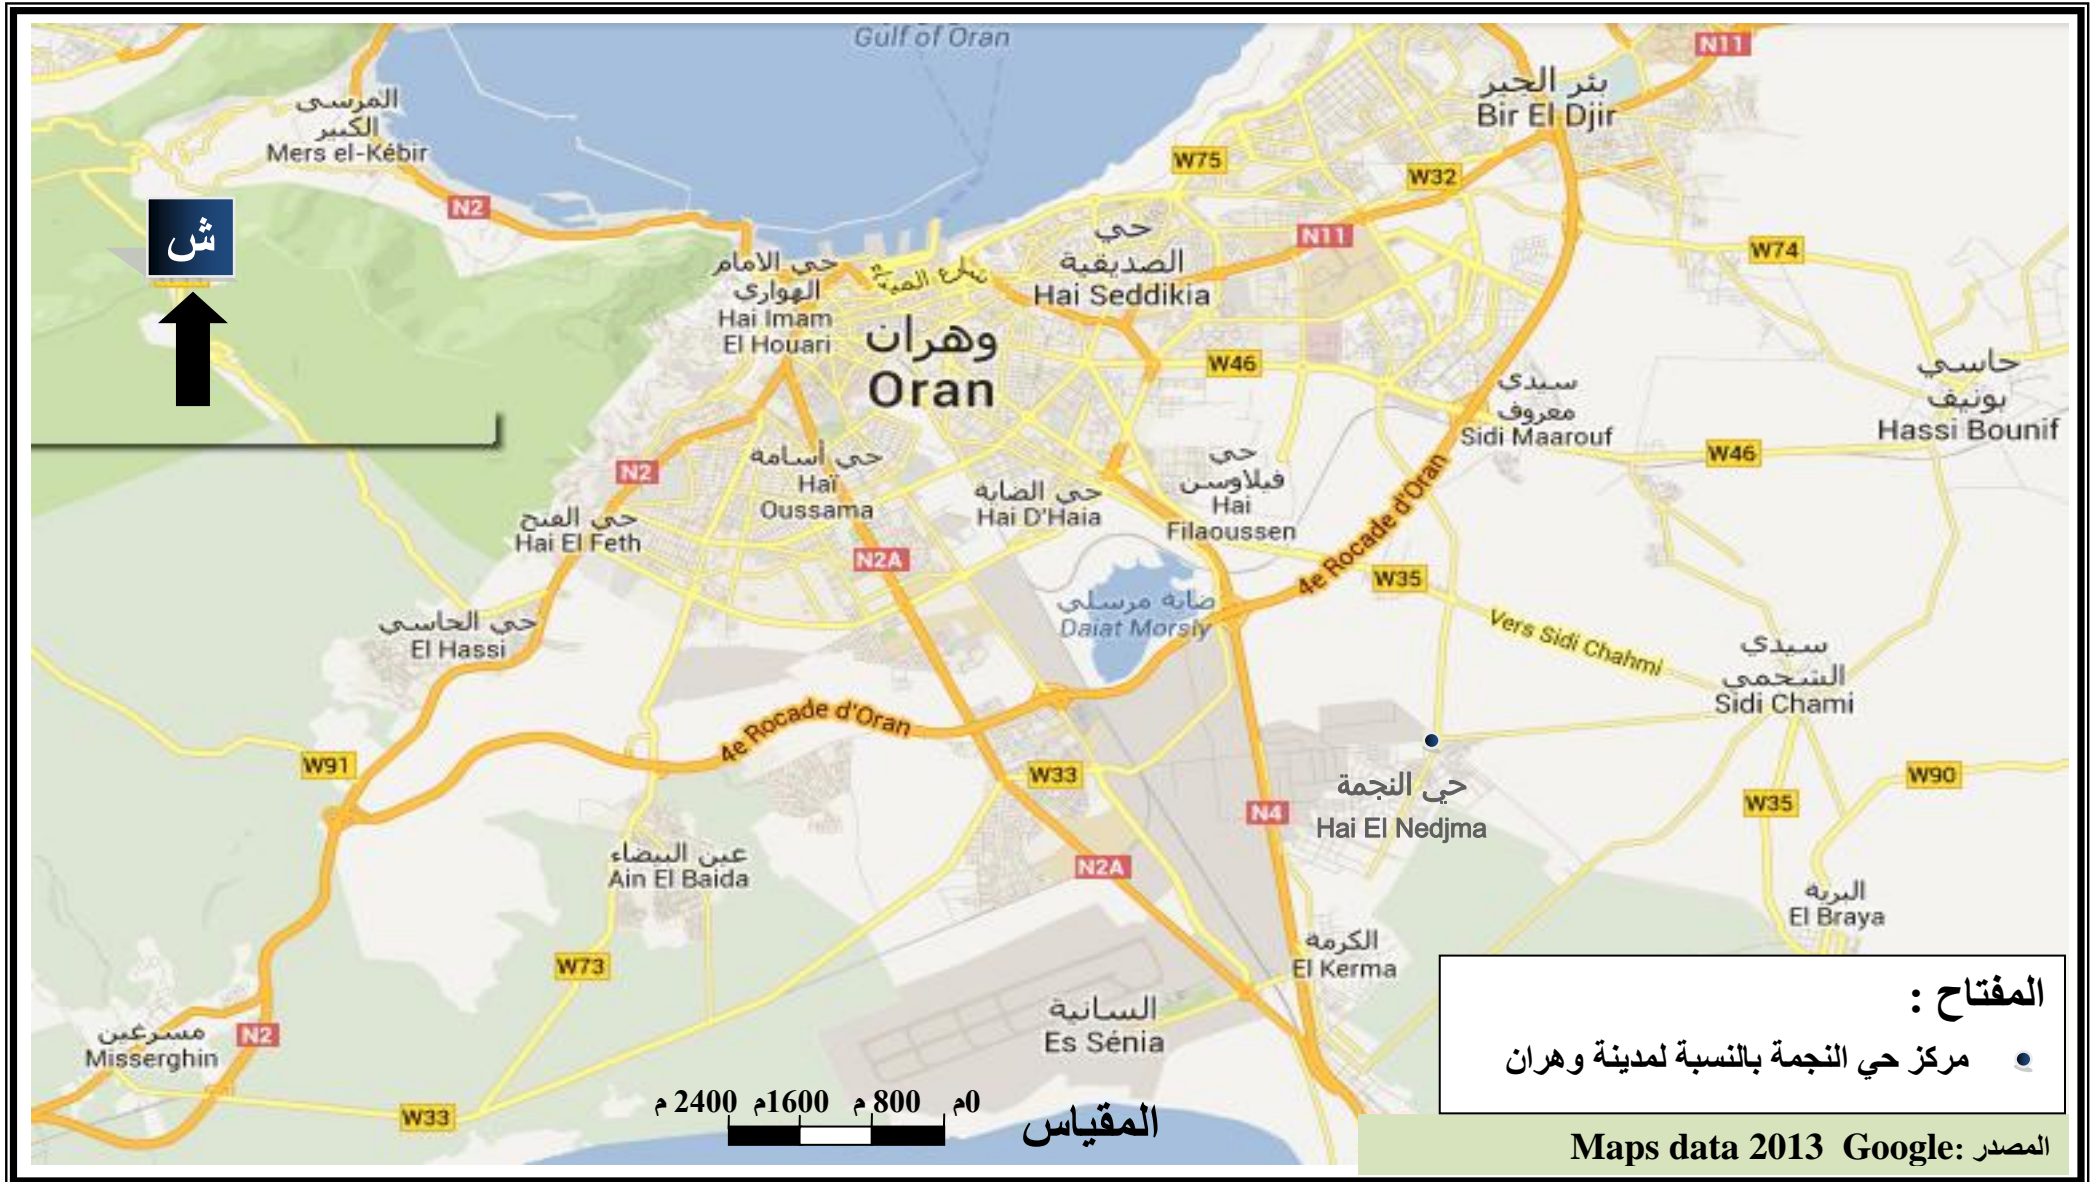 Gulf of Oran
N11
بئر الجير
Bir El Djir
المرسى
الكبير
Mers el-Kébir
W75
W32
N2
ش
حي
الصديقية
Hai Seddikia
N11
W74
حي الامام
الهواري
Hai Imam
El Houari
وهران
Oran
W46
حاسي
بونيف
Hassi Bounif
سيدي
معروف
Sidi Maarouf
W46
N2
حي أسامة
Haï
Oussama
حي الضاية
Hai D'Haia
حي
فيلاوسن
Hai
Filaoussen
4e Rocade d'Oran
حي الفتح
Hai El Feth
N2A
W35
ضاية مرسلي
Daiat Morsly
Vers Sidi Chahmi
حي الحاسي
El Hassi
سيدي
الشحمي
Sidi Chami
4e Rocade d'Oran
W91
W33
حي النجمة
Hai El Nedjma
N4
W90
W35
عين البيضاء
Ain El Baida
N2A
البرية
El Braya
W73
الكرمة
El Kerma
السانية
Es Sénia
مسرغين
Misserghin
N2
W33
المفتاح :
مركز حي النجمة بالنسبة لمدينة وهران
0م 800 م 1600م 2400 م
المقياس
المصدر :Maps data 2013 Google